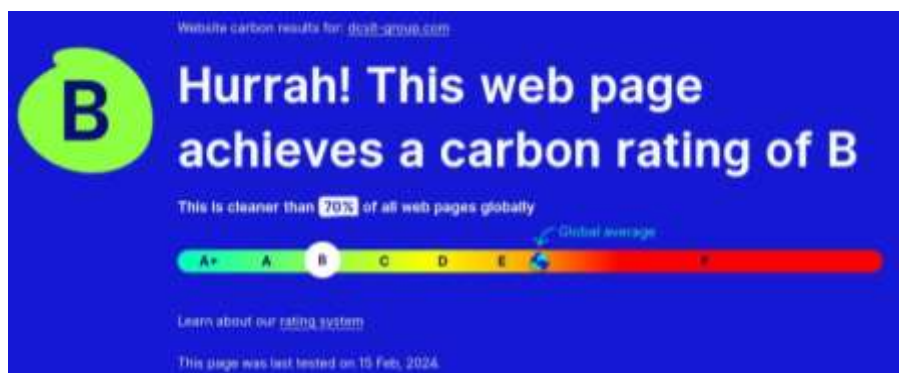 Website carbon results for: dcsit-group.com
B
Hurrah! This web page
achieves a carbon rating of B
This is cleaner than 70% of all web pages globally
Global average
A+ A B C D E F
Learn about our rating system
This page was last tested on 15 Feb, 2024.